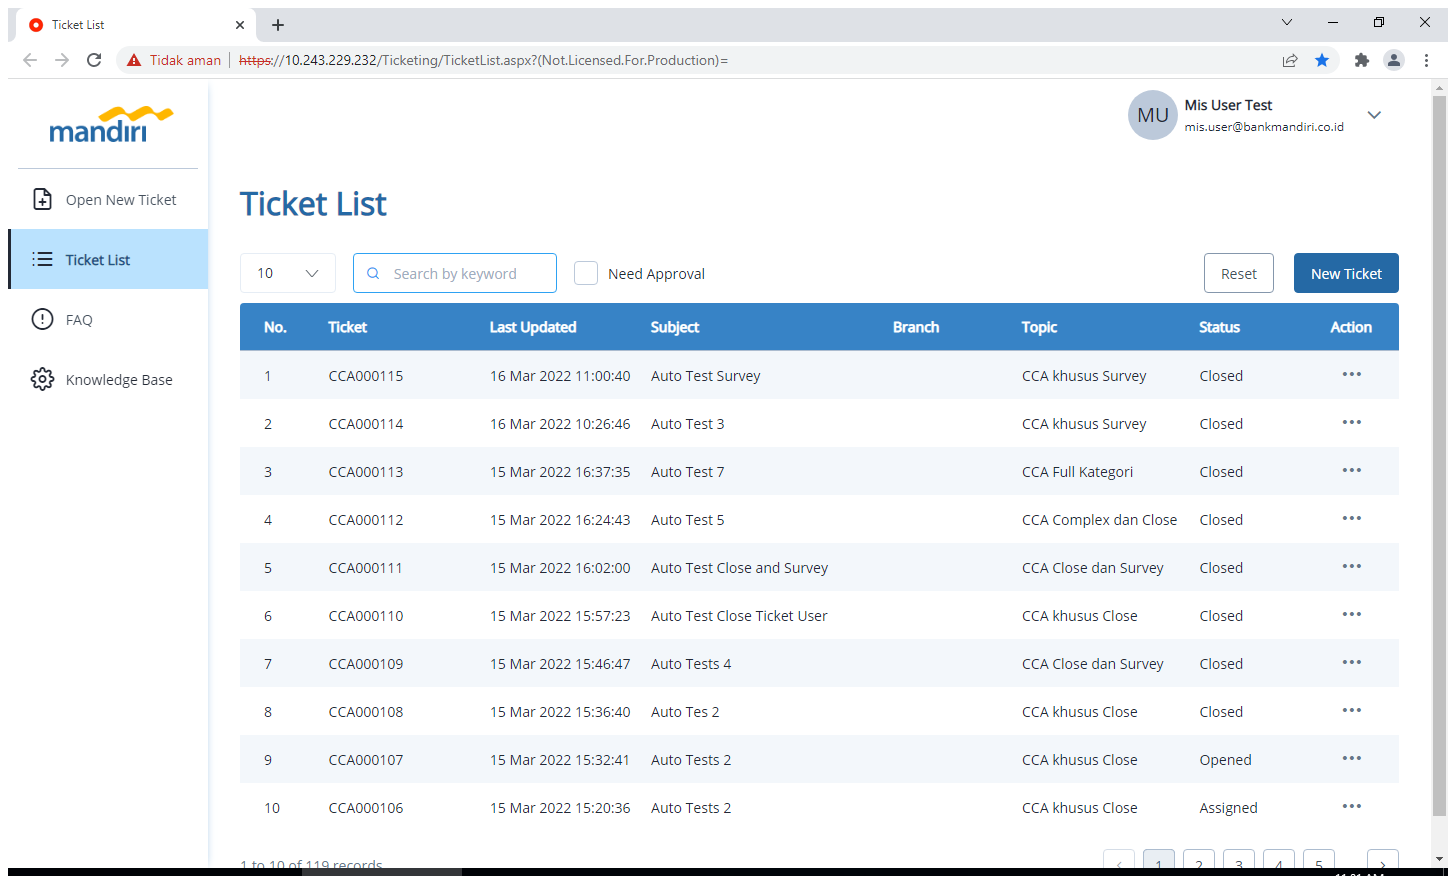 Ticket List
Tidak aman
https://10.243.229.232/Ticketing/TicketList.aspx?(Not.Licensed.For.Production)=
mandiri
MU
Mis User Test
mis.user@bankmandiri.co.id
Open New Ticket
Ticket List
FAQ
Knowledge Base
Ticket List
10 Search by keyword Need Approval Reset New Ticket
No. Ticket Last Updated Subject Branch Topic Status Action
1 CCA000115 16 Mar 2022 11:00:40 Auto Test Survey CCA khusus Survey Closed
2 CCA000114 16 Mar 2022 10:26:46 Auto Test 3 CCA khusus Survey Closed
3 CCA000113 15 Mar 2022 16:37:35 Auto Test 7 CCA Full Kategori Closed
4 CCA000112 15 Mar 2022 16:24:43 Auto Test 5 CCA Complex dan Close Closed
5 CCA000111 15 Mar 2022 16:02:00 Auto Test Close and Survey CCA Close dan Survey Closed
6 CCA000110 15 Mar 2022 15:57:23 Auto Test Close Ticket User CCA khusus Close Closed
7 CCA000109 15 Mar 2022 15:46:47 Auto Tests 4 CCA Close dan Survey Closed
8 CCA000108 15 Mar 2022 15:36:40 Auto Tes 2 CCA khusus Close Closed
9 CCA000107 15 Mar 2022 15:32:41 Auto Tests 2 CCA khusus Close Opened
10 CCA000106 15 Mar 2022 15:20:36 Auto Tests 2 CCA khusus Close Assigned
1 to 10 of 119 records
1 2 3 4 5